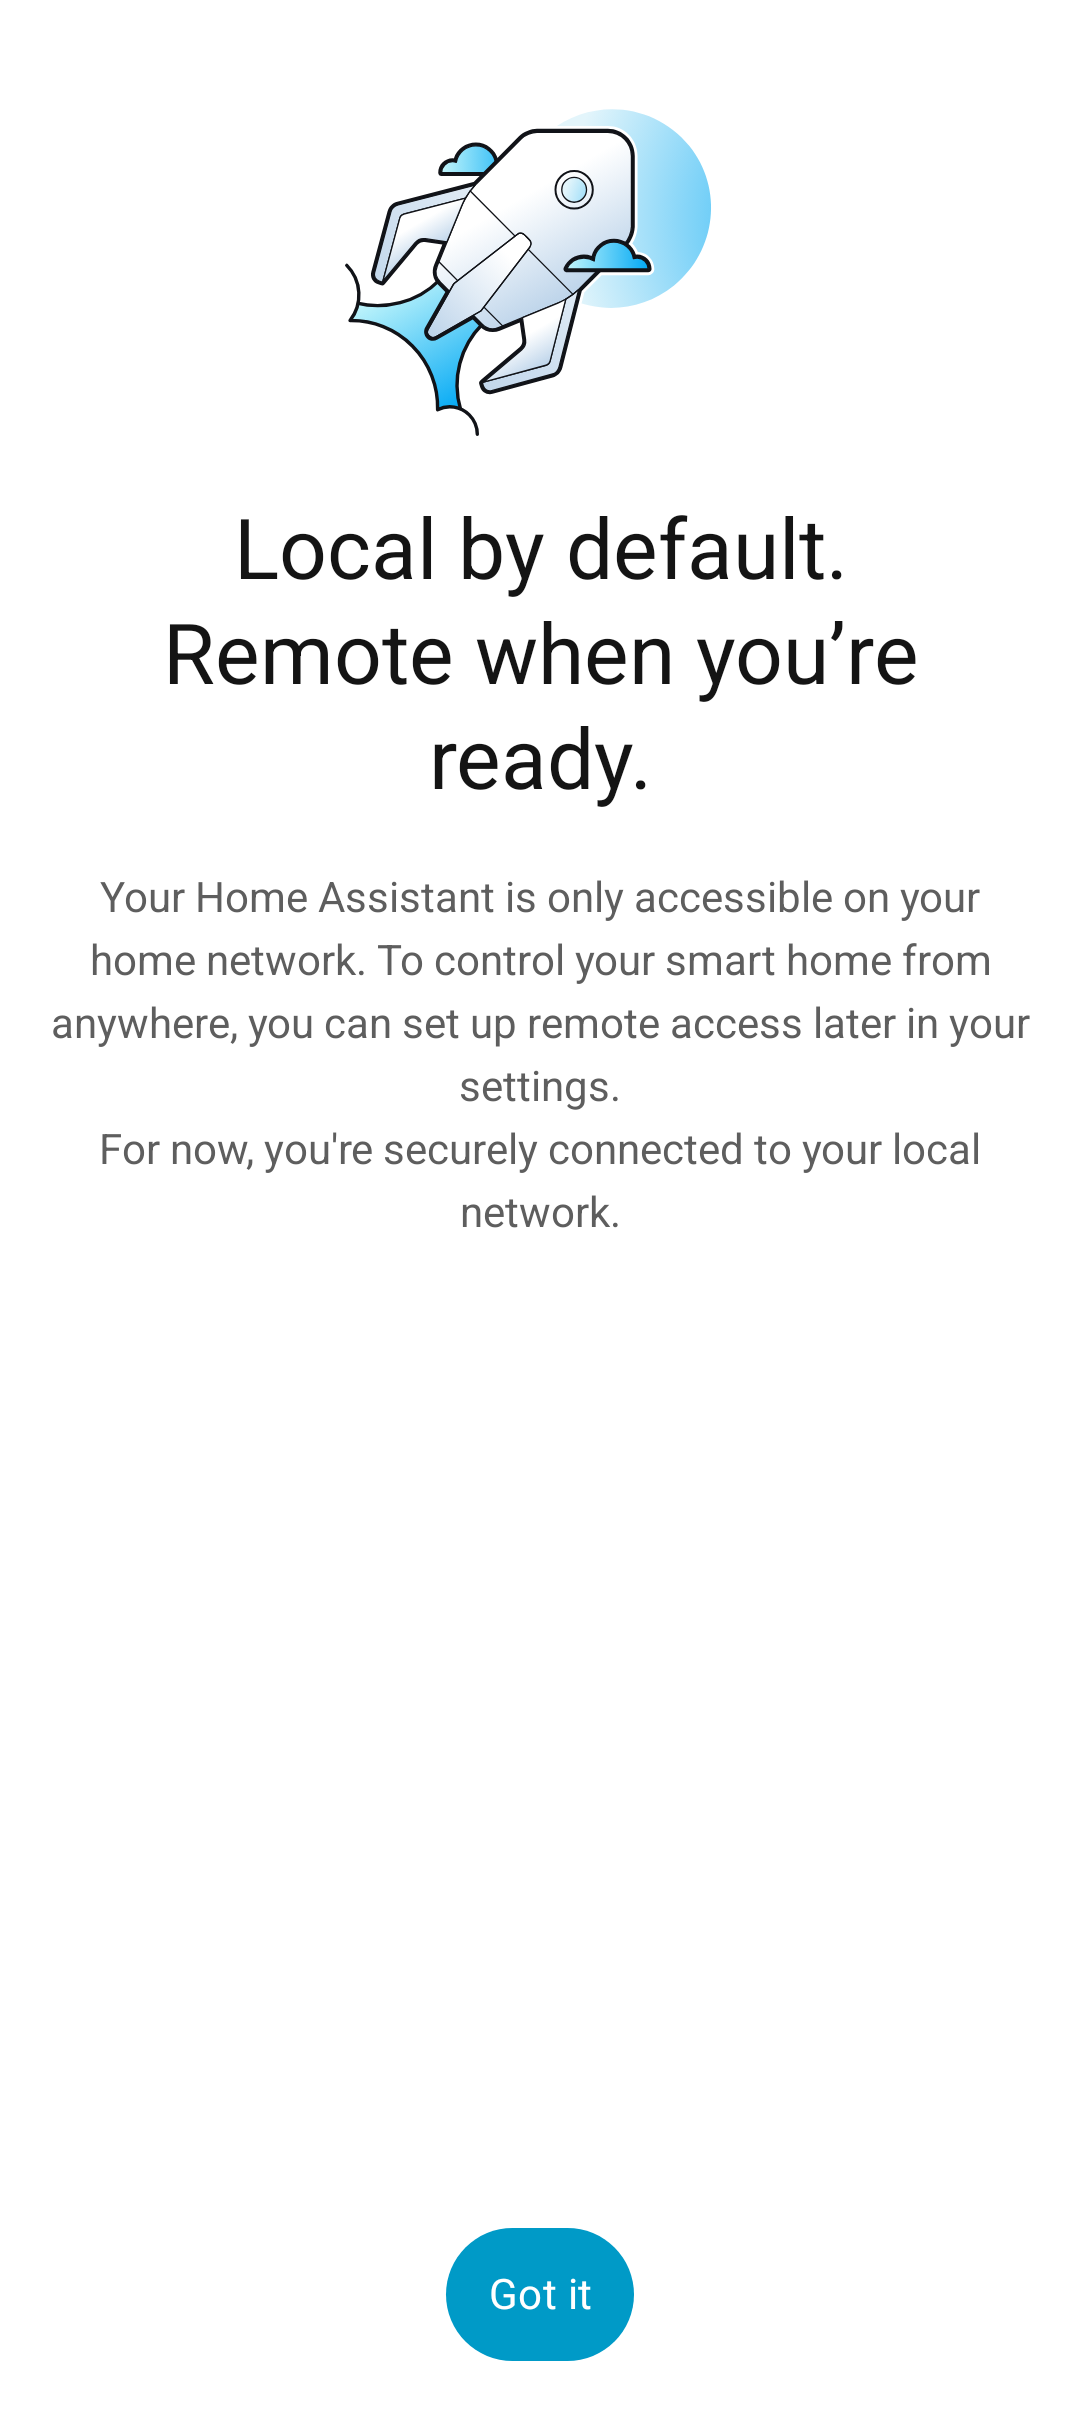 Local by default.
Remote when you’re
ready.
Your Home Assistant is only accessible on your
home network. To control your smart home from
anywhere, you can set up remote access later in your
settings.
For now, you're securely connected to your local
network.
Got it